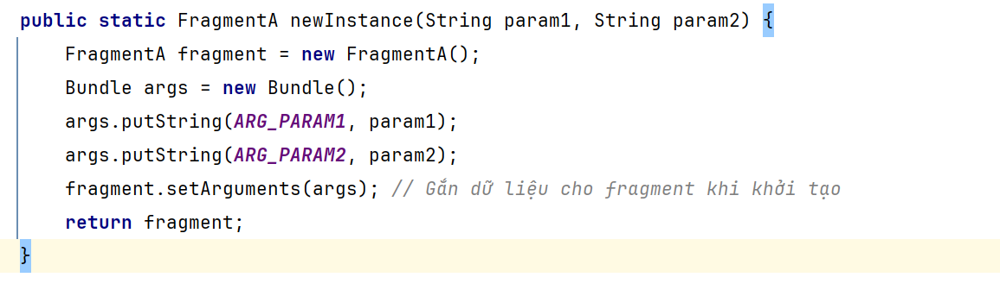 public static FragmentA newInstance(String param1, String param2) {
FragmentA fragment = new FragmentA();
Bundle args = new Bundle();
args.putString(ARG_PARAM1, param1);
args.putString(ARG_PARAM2, param2);
fragment.setArguments(args); // Gắn dữ liệu cho fragment khi khởi tạo
return fragment;
}